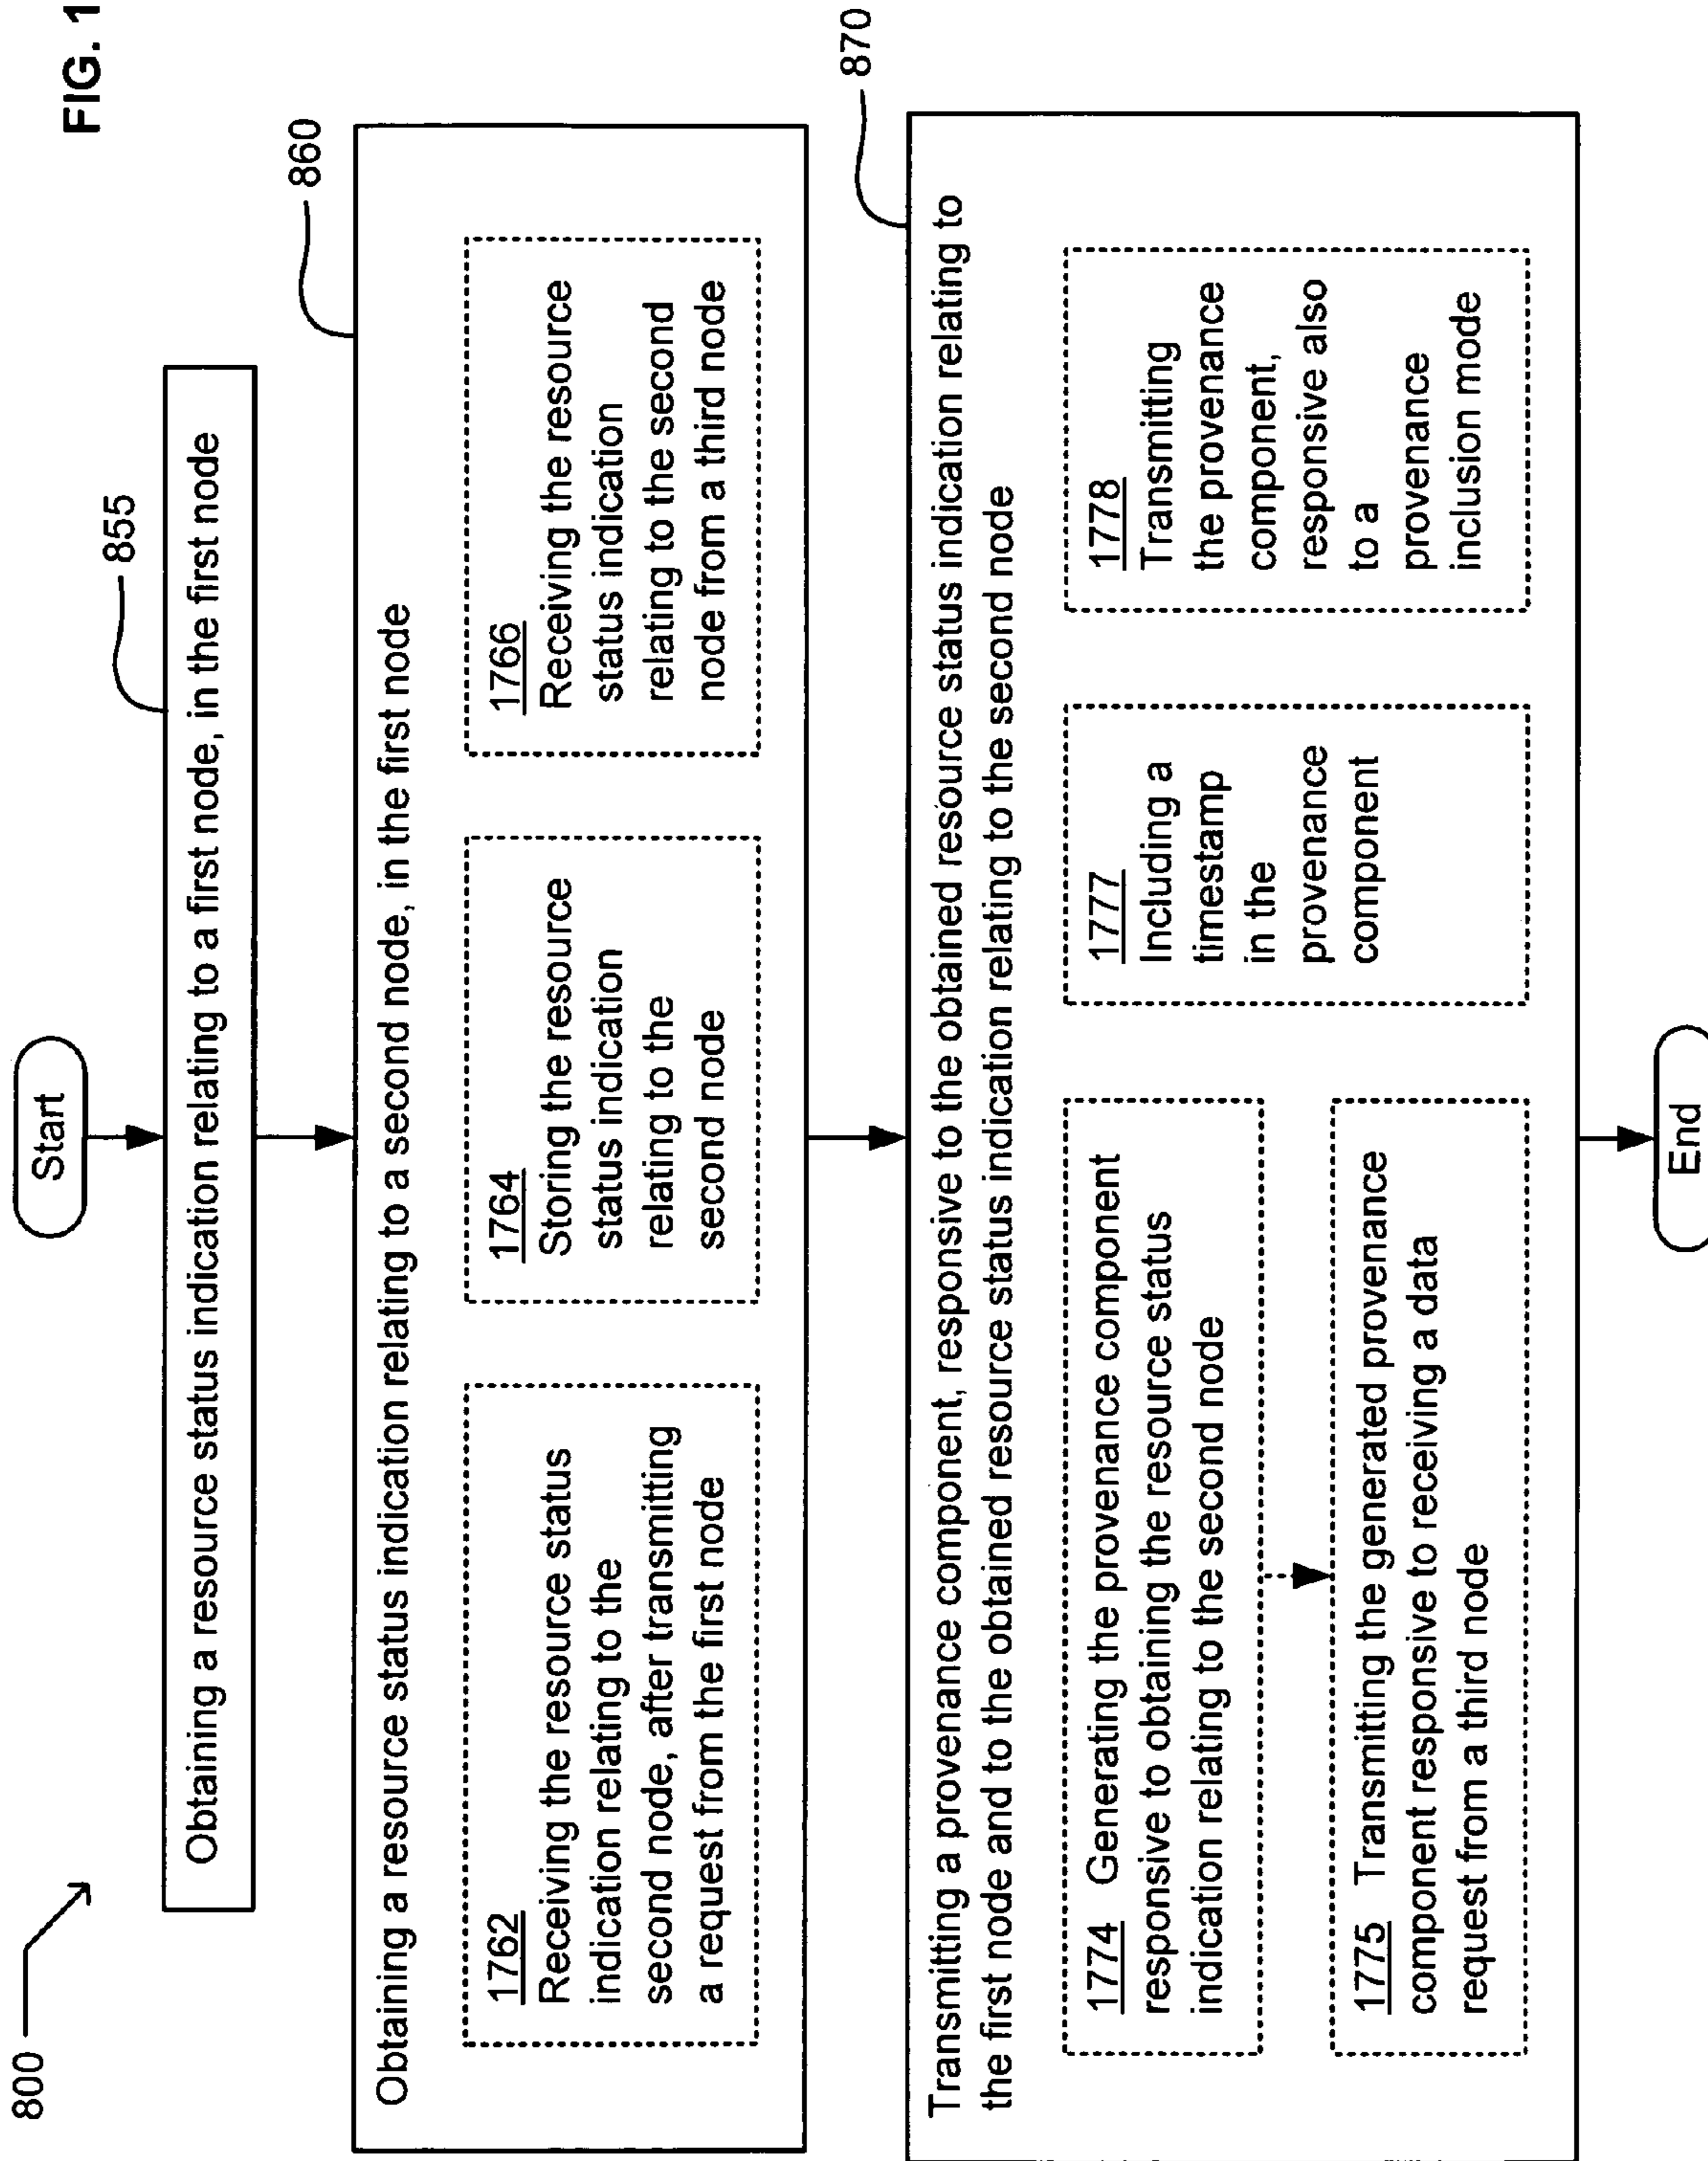 FIG. 1
800
Start
855
Obtaining a resource status indication relating to a first node, in the first node
860
Obtaining a resource status indication relating to a second node, in the first node
1762
Receiving the resource status
indication relating to the
second node, after transmitting
a request from the first node
1764
Storing the resource
status indication
relating to the
second node
1766
Receiving the resource
status indication
relating to the second
node from a third node
870
Transmitting a provenance component, responsive to the obtained resource status indication relating to
the first node and to the obtained resource status indication relating to the second node
1774 Generating the provenance component
responsive to obtaining the resource status
indication relating to the second node
1775 Transmitting the generated provenance
component responsive to receiving a data
request from a third node
1777
Including a
timestamp
in the
provenance
component
1778
Transmitting
the provenance
component,
responsive also
to a
provenance
inclusion mode
End